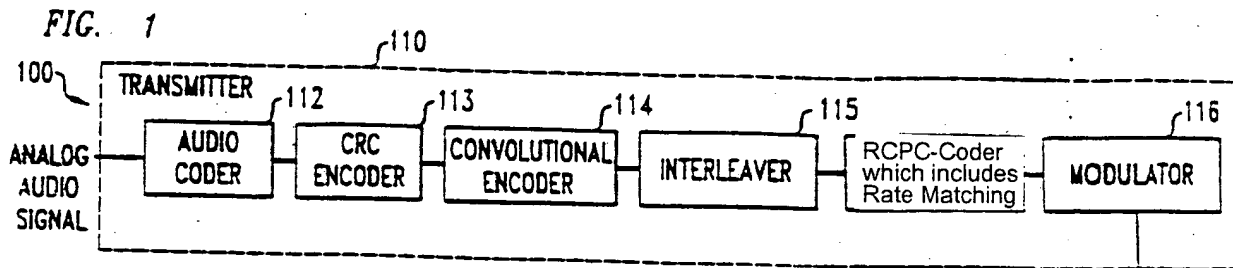 FIG. 1
110
100
TRANSMITTER
112
113
114
115
116
ANALOG
AUDIO
SIGNAL
AUDIO
CODER
CRC
ENCODER
CONVOLUTIONAL
ENCODER
INTERLEAVER
RCPC-Coder
which includes
Rate Matching
MODULATOR